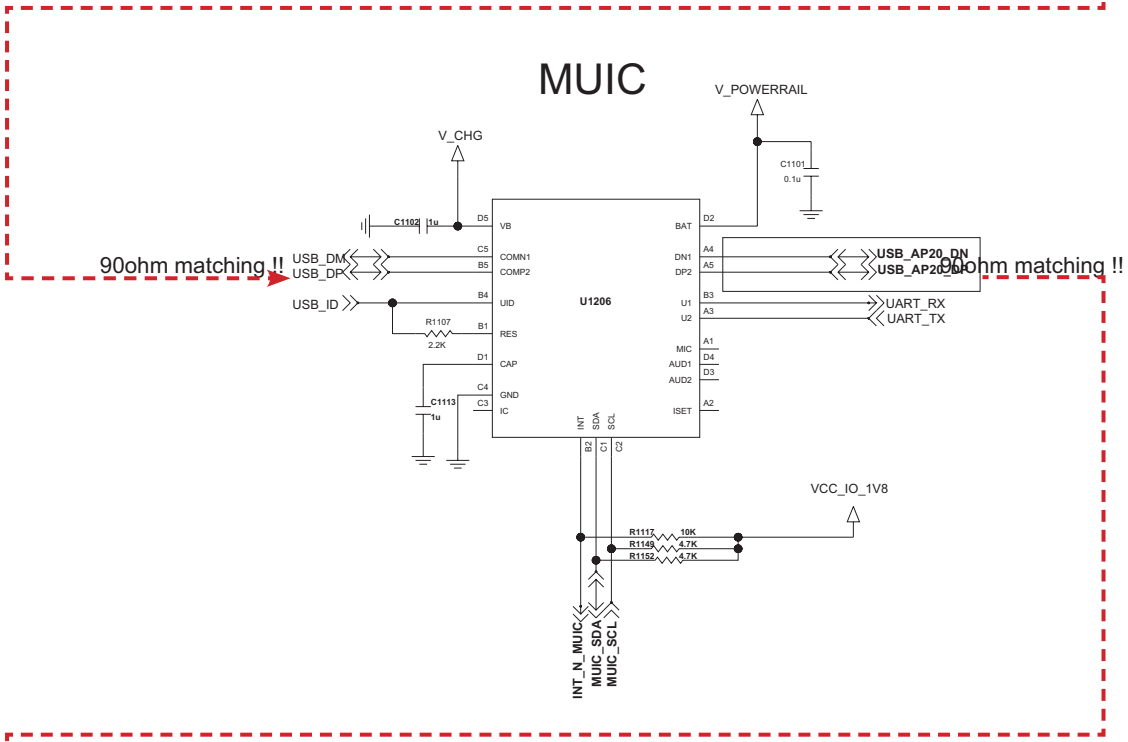 MUIC
V_POWERRAIL
V_CHG
C1101
0.1u
C1102 1u
D5 VB
BAT D2
90ohm matching !!
USB_DM C5 COMN1
USB_DP B5 COMP2
DN1 A4 USB_AP20_DN
DP2 A5 USB_AP20_DP
90ohm matching !!
USB_ID B4 UID
U1206
U1 B3 UART_RX
U2 A3 UART_TX
R1107
2.2K
B1 RES
MIC A1
D1 CAP
AUD1 D4
AUD2 D3
C4 GND
C1113
1u
C3 IC
ISET A2
INT SDA SCL
B2 C1 C2
VCC_IO_1V8
R1117 10K
R1149 4.7K
R1152 4.7K
INT_N_MUIC
MUIC_SDA
MUIC_SCL